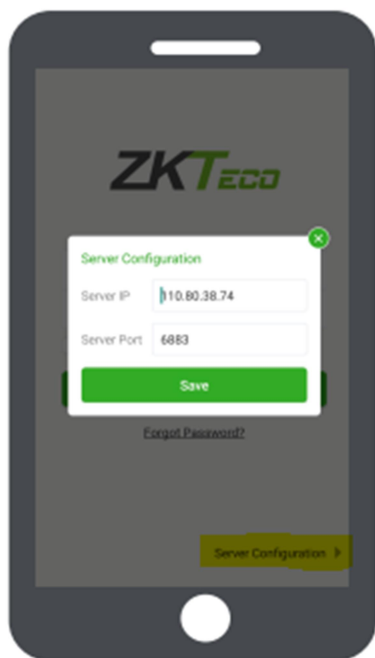 ZKTECO
Server Configuration
Server IP 110.80.38.74
Server Port 6883
Save
Forgot Password?
Server Configuration